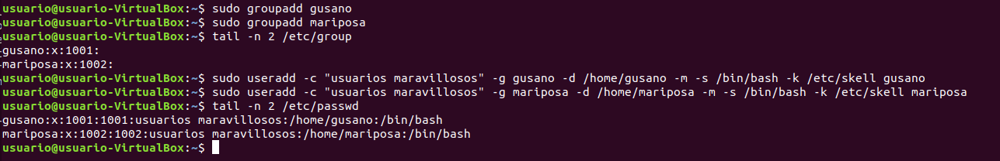 usuario@usuario-VirtualBox:~$ sudo groupadd gusano
usuario@usuario-VirtualBox:~$ sudo groupadd mariposa
usuario@usuario-VirtualBox:~$ tail -n 2 /etc/group
gusano:x:1001:
mariposa:x:1002:
usuario@usuario-VirtualBox:~$ sudo useradd -c "usuarios maravillosos" -g gusano -d /home/gusano -m -s /bin/bash -k /etc/skell gusano
usuario@usuario-VirtualBox:~$ sudo useradd -c "usuarios maravillosos" -g mariposa -d /home/mariposa -m -s /bin/bash -k /etc/skell mariposa
usuario@usuario-VirtualBox:~$ tail -n 2 /etc/passwd
gusano:x:1001:1001:usuarios maravillosos:/home/gusano:/bin/bash
mariposa:x:1002:1002:usuarios maravillosos:/home/mariposa:/bin/bash
usuario@usuario-VirtualBox:~$